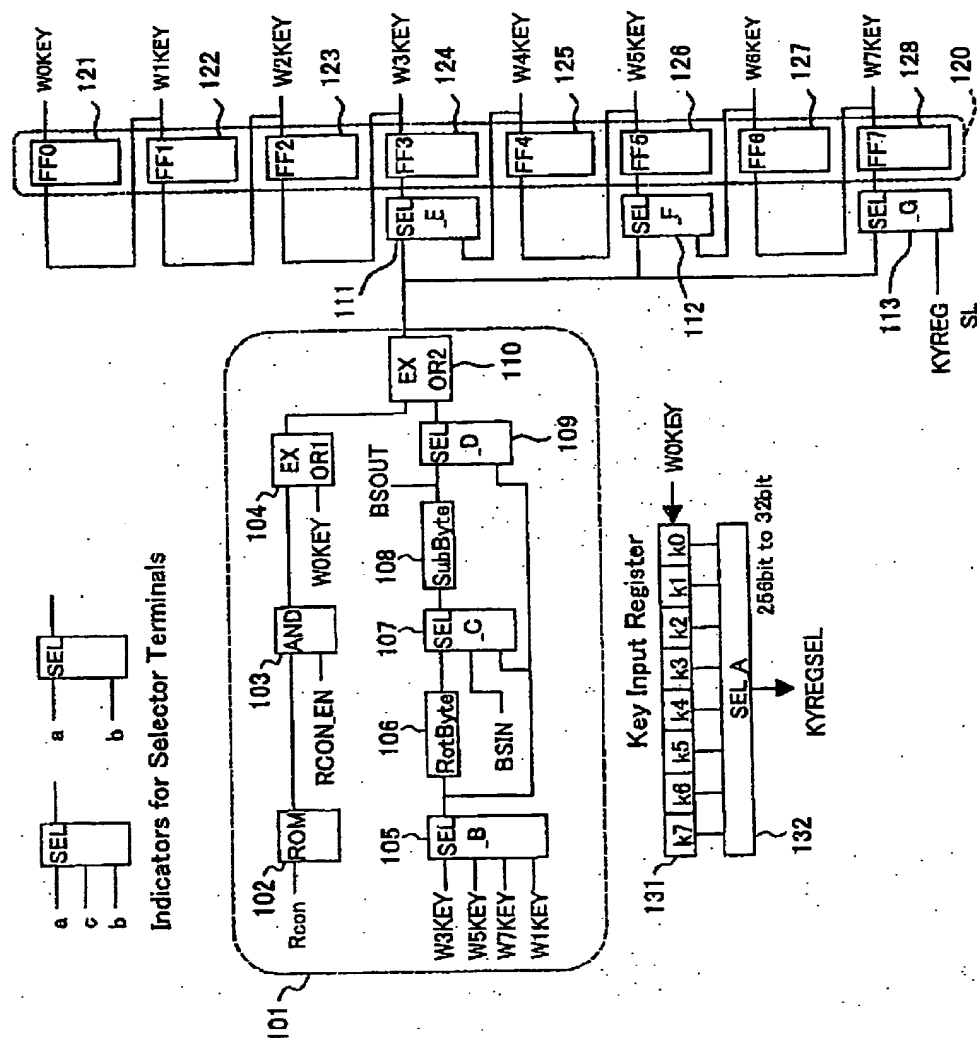 W0KEY
121
FF0
W1KEY
122
FF1
W2KEY
123
FF2
W3KEY
124
FF3
SEL
_E
111
W4KEY
125
FF4
W5KEY
126
FF5
SEL
_F
112
W6KEY
127
FF6
W7KEY
128
FF7
SEL
_G
113
120
KYREG
SL
a
SEL
b
a
SEL
c
b
Indicators for Selector Terminals
101
Rcon
102
ROM
103
AND
RCON_EN
104
EX
OR1
W0KEY
EX
OR2
110
W3KEY
W5KEY
W7KEY
W1KEY
105
SEL
_B
106
RotByte
107
SEL
_C
BSIN
108
SubByte
BSOUT
SEL
_D
109
Key Input Register
131
k7 k6 k5 k4 k3 k2 k1 k0
W0KEY
132
SEL_A
256bit to 32bit
KYREGSEL